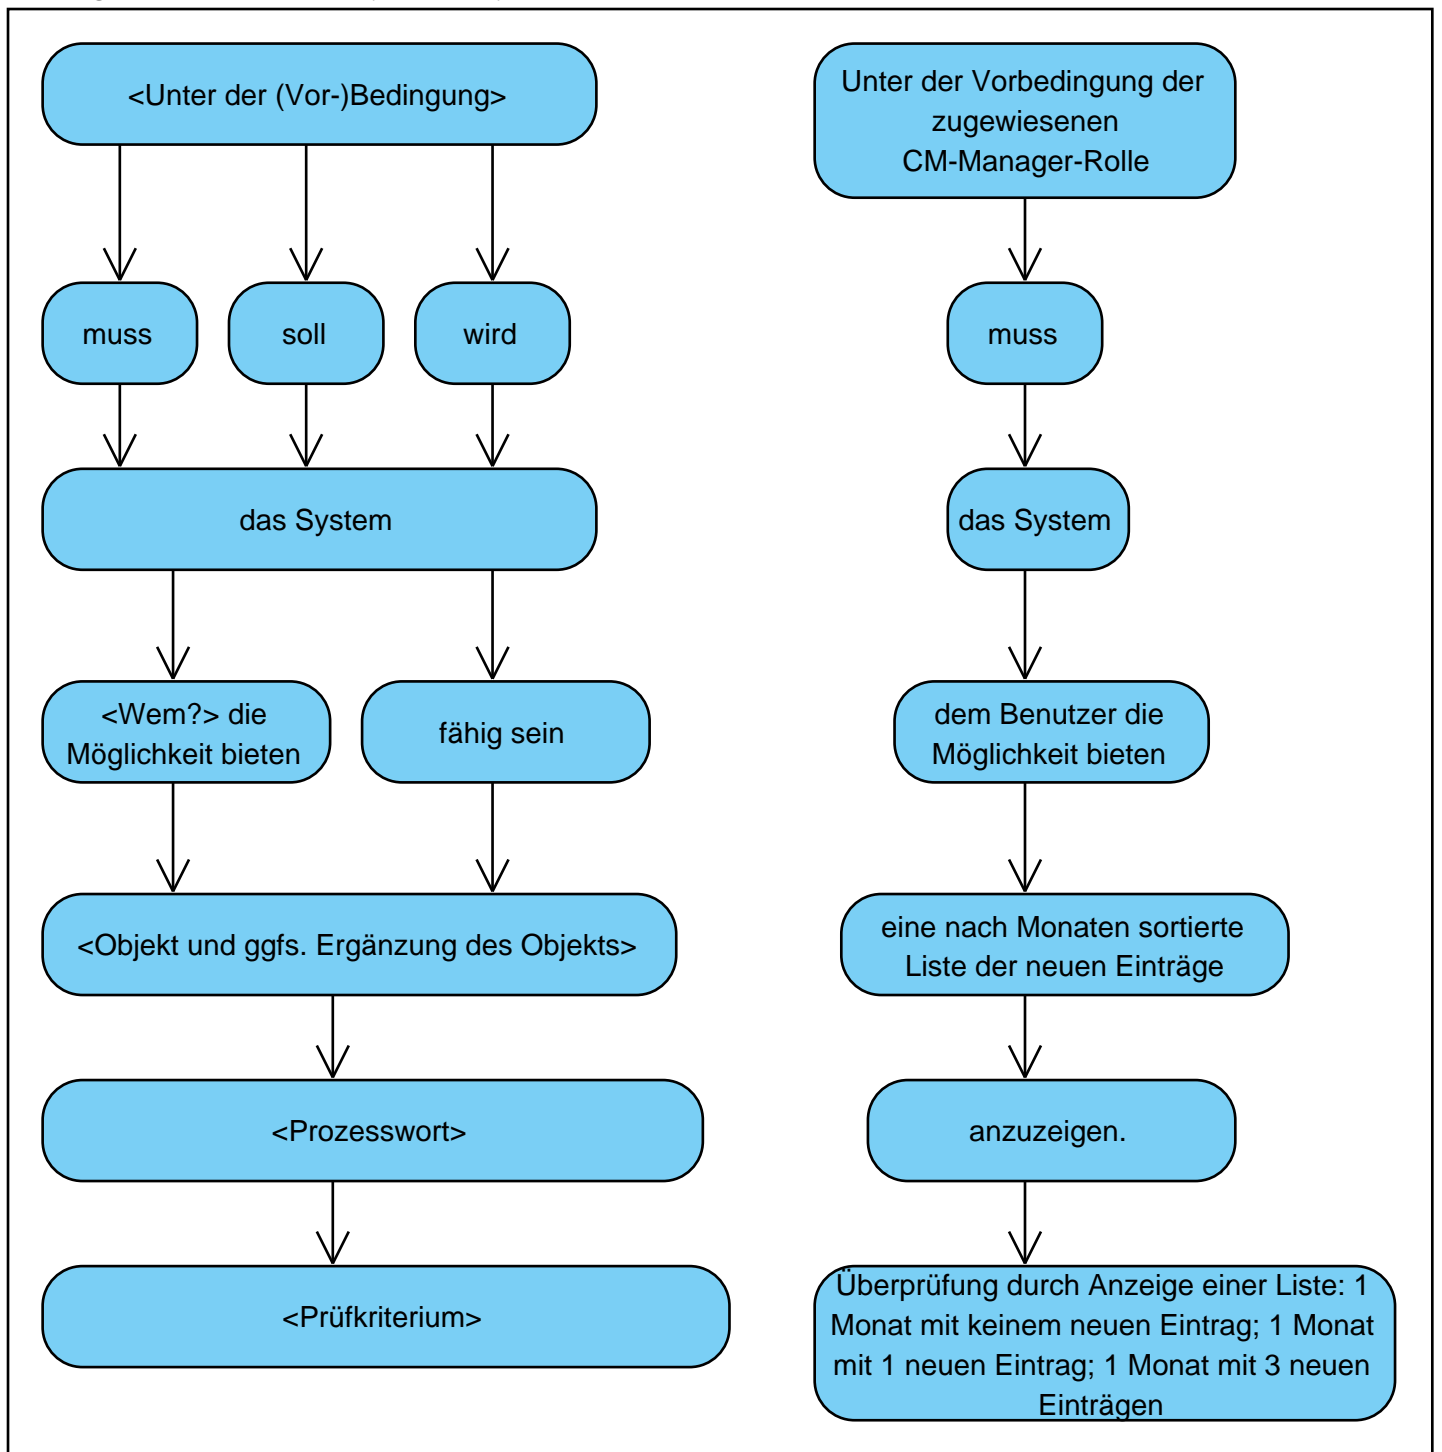 <Unter der (Vor-)Bedingung>
muss
soll
wird
das System
<Wem?> die
Möglichkeit bieten
fähig sein
<Objekt und ggfs. Ergänzung des Objekts>
<Prozesswort>
<Prüfkriterium>
Unter der Vorbedingung der
zugewiesenen
CM-Manager-Rolle
muss
das System
dem Benutzer die
Möglichkeit bieten
eine nach Monaten sortierte
Liste der neuen Einträge
anzuzeigen.
Überprüfung durch Anzeige einer Liste: 1
Monat mit keinem neuen Eintrag; 1 Monat
mit 1 neuen Eintrag; 1 Monat mit 3 neuen
Einträgen